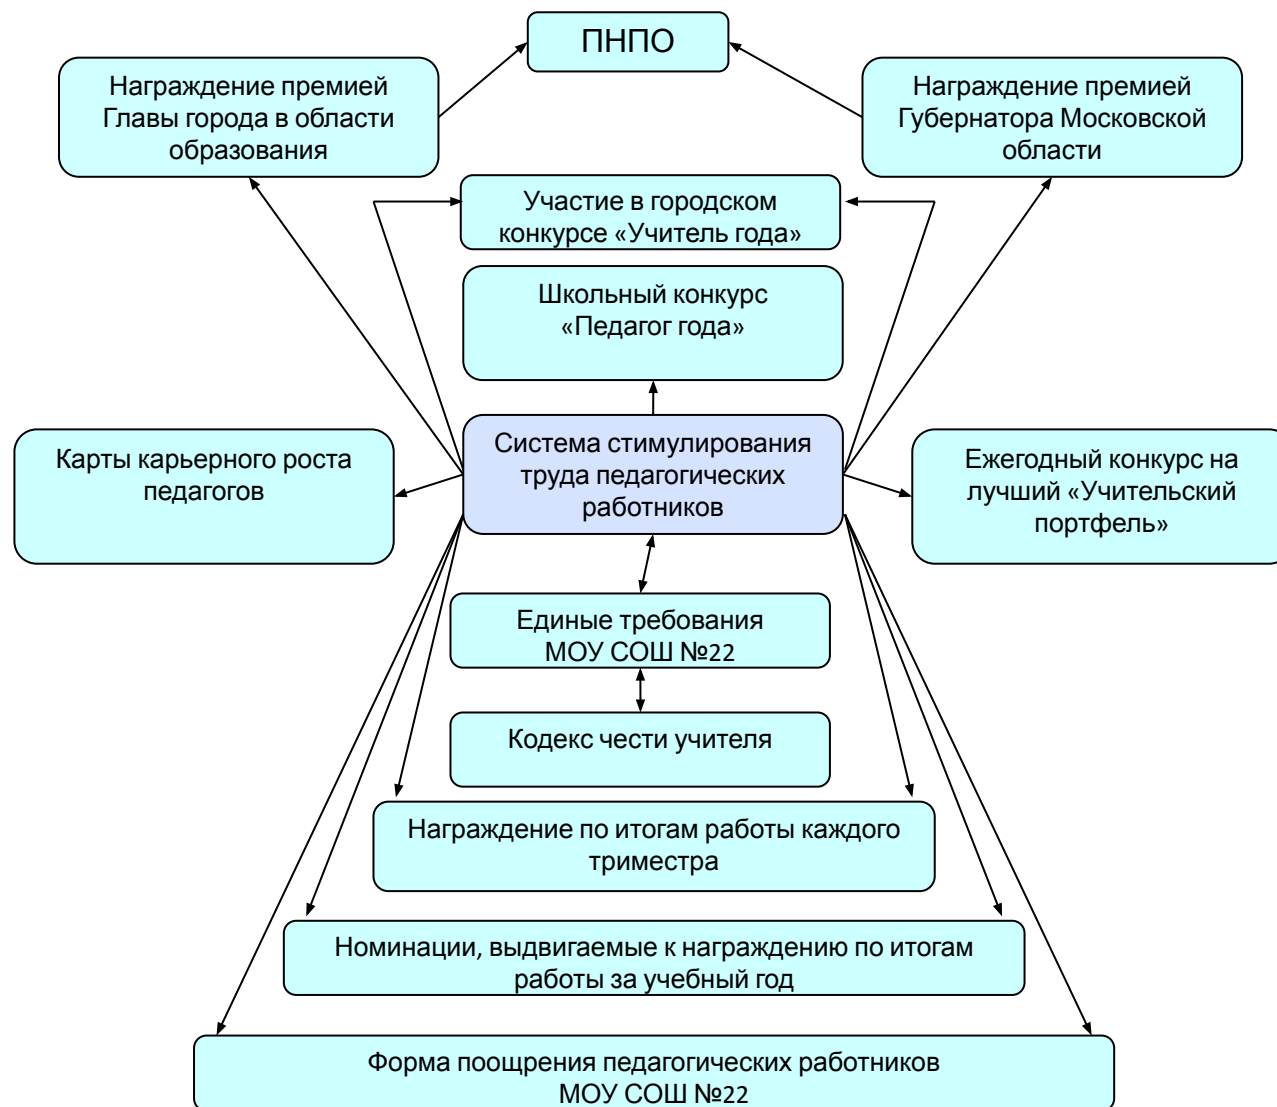 ПНПО
Награждение премией
Главы города в области
образования
Награждение премией
Губернатора Московской
области
Участие в городском
конкурсе «Учитель года»
Школьный конкурс
«Педагог года»
Карты карьерного роста
педагогов
Система стимулирования
труда педагогических
работников
Ежегодный конкурс на
лучший «Учительский
портфель»
Единые требования
МОУ СОШ №22
Кодекс чести учителя
Награждение по итогам работы каждого
триместра
Номинации, выдвигаемые к награждению по итогам
работы за учебный год
Форма поощрения педагогических работников
МОУ СОШ №22